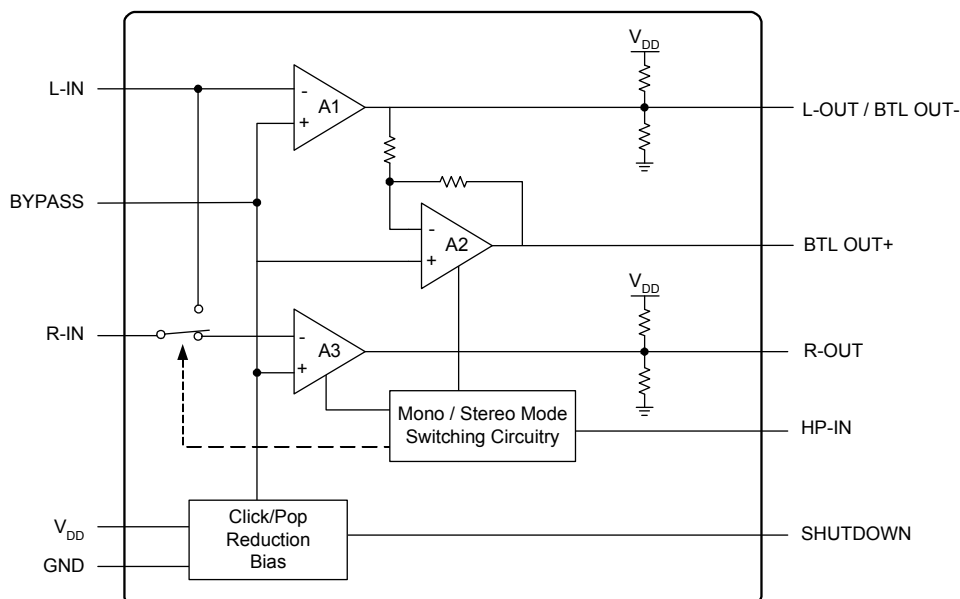 V_DD
L-IN
-
A1
+
L-OUT / BTL OUT-
BYPASS
-
A2
+
BTL OUT+
V_DD
R-IN
-
A3
+
R-OUT
Mono / Stereo Mode
Switching Circuitry
HP-IN
V_DD
GND
Click/Pop
Reduction
Bias
SHUTDOWN